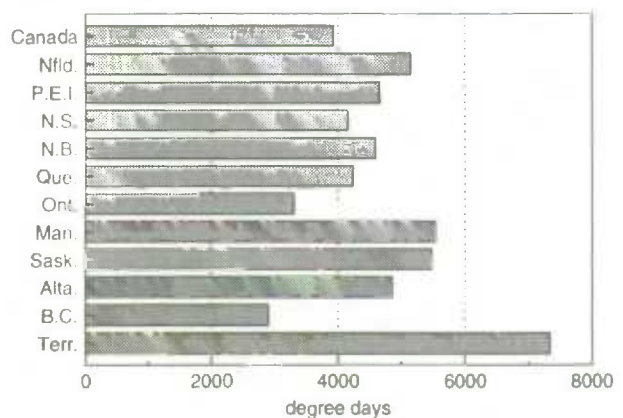 Canada
Nfld.
P.E.I.
N.S.
N.B.
Que.
Ont.
Man.
Sask.
Alta.
B.C.
Terr.
0 2000 4000 6000 8000
degree days